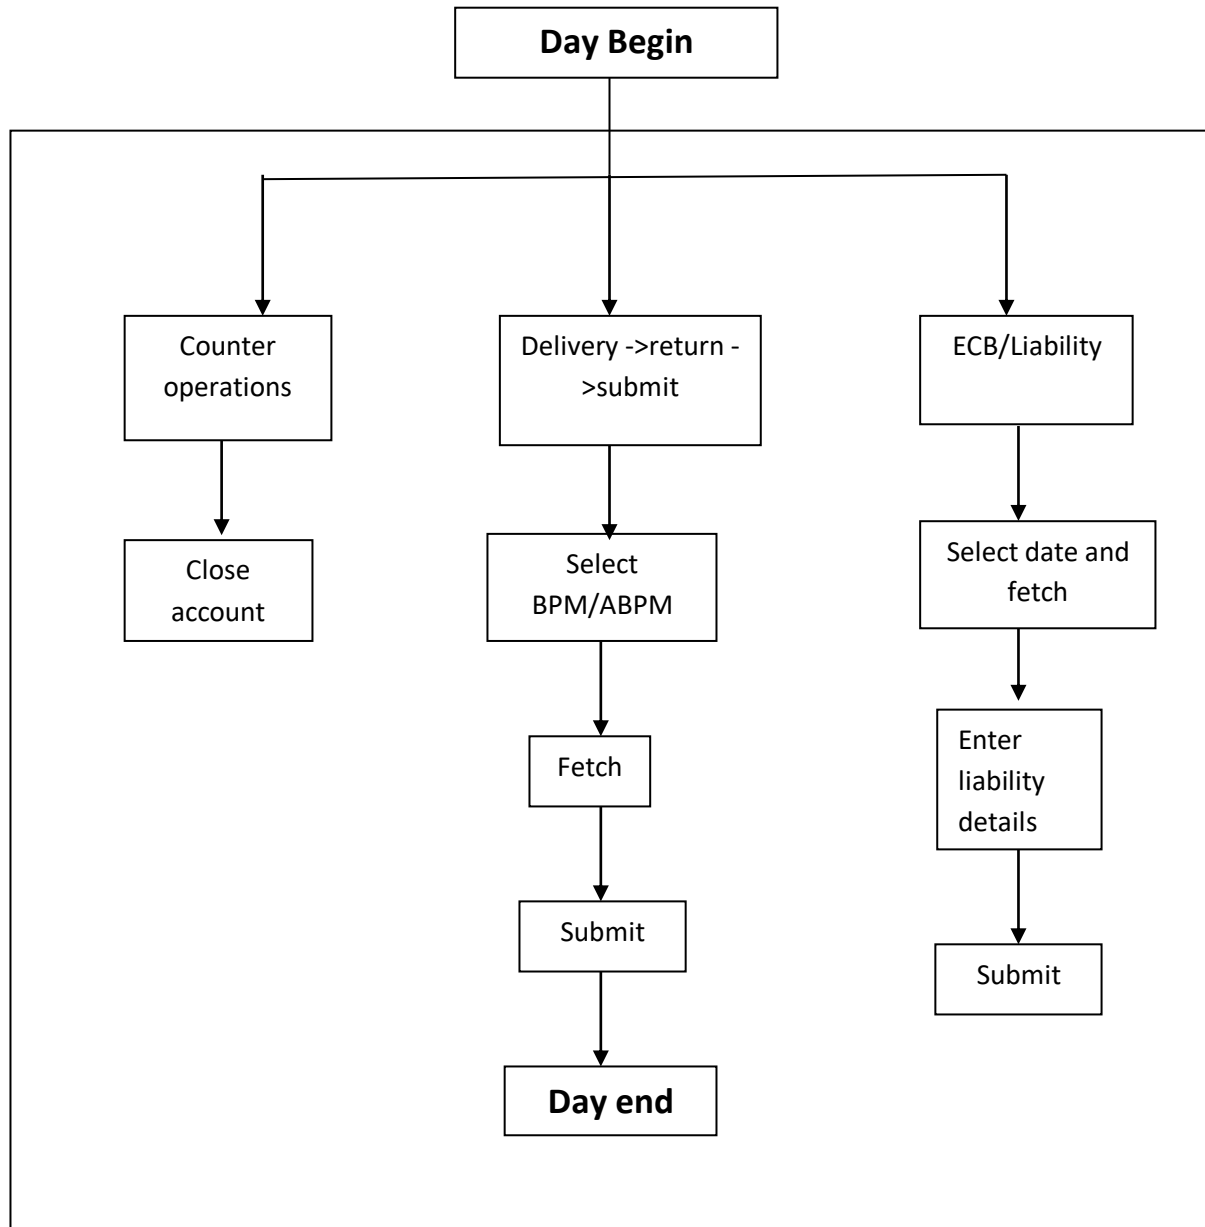 Day Begin
Counter
operations
Delivery ->return -
>submit
ECB/Liability
Close
account
Select
BPM/ABPM
Select date and
fetch
Fetch
Enter
liability
details
Submit
Submit
Day end